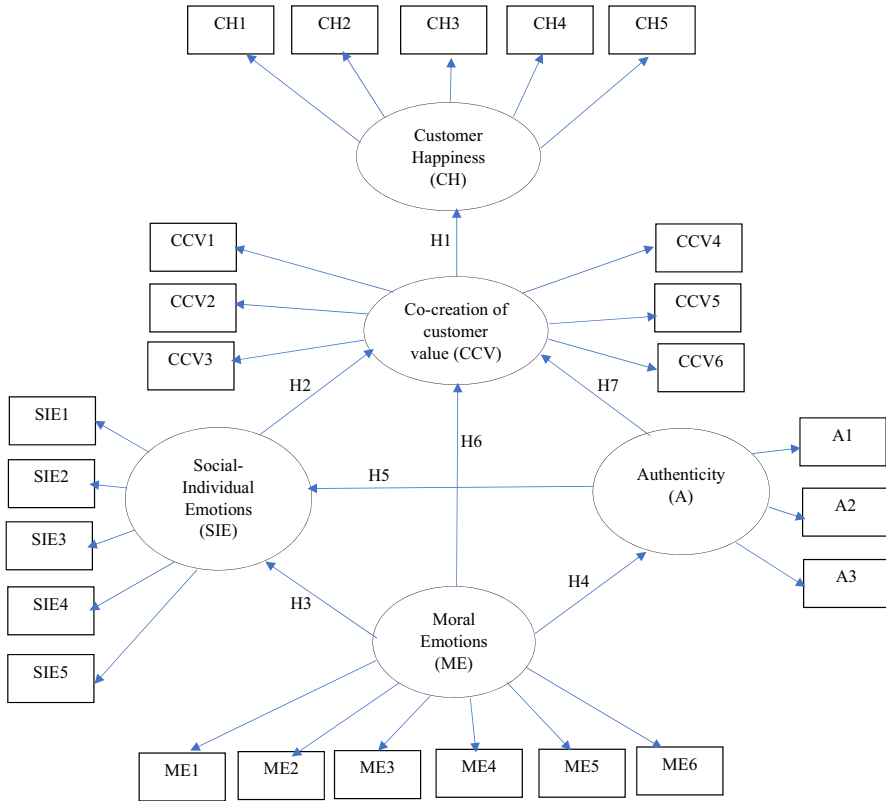 CH1
CH2
CH3
CH4
CH5
Customer
Happiness
(CH)
H1
CCV1
CCV2
CCV3
CCV4
CCV5
CCV6
Co-creation of
customer
value (CCV)
H2
H6
H7
SIE1
SIE2
SIE3
SIE4
SIE5
Social-
Individual
Emotions
(SIE)
H5
Authenticity
(A)
A1
A2
A3
H3
H4
Moral
Emotions
(ME)
ME1
ME2
ME3
ME4
ME5
ME6